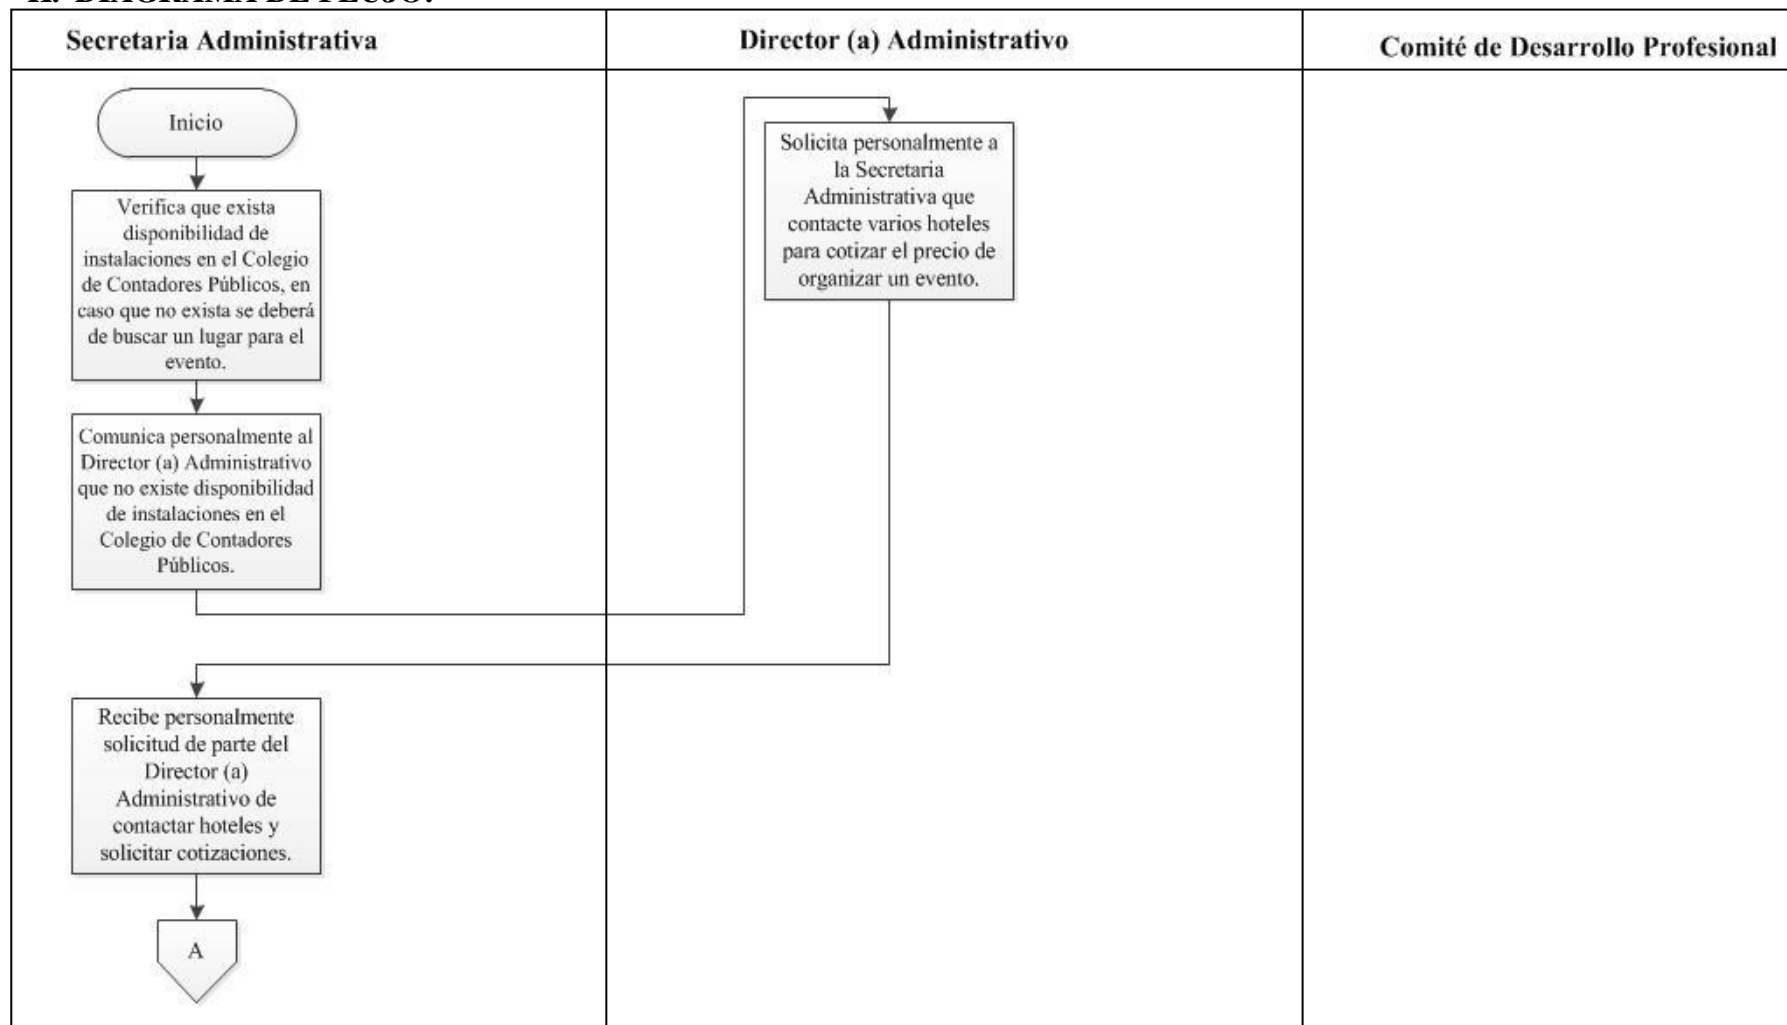 DIAGRAMA DE FLUJO:
Secretaria Administrativa
Director (a) Administrativo
Comité de Desarrollo Profesional
Inicio
Verifica que exista
disponibilidad de
instalaciones en el Colegio
de Contadores Públicos, en
caso que no exista se deberá
de buscar un lugar para el
evento.
Comunica personalmente al
Director (a) Administrativo
que no existe disponibilidad
de instalaciones en el
Colegio de Contadores
Públicos.
Solicita personalmente a
la Secretaria
Administrativa que
contacte varios hoteles
para cotizar el precio de
organizar un evento.
Recibe personalmente
solicitud de parte del
Director (a)
Administrativo de
contactar hoteles y
solicitar cotizaciones.
A